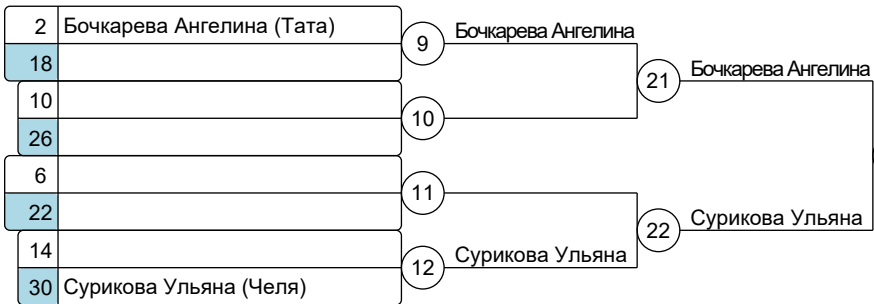 2 Бочкарева Ангелина (Тата)
9 Бочкарева Ангелина
18
21 Бочкарева Ангелина
10
10
26
6
11
22
22 Сурикова Ульяна
14
12 Сурикова Ульяна
30 Сурикова Ульяна (Челя)